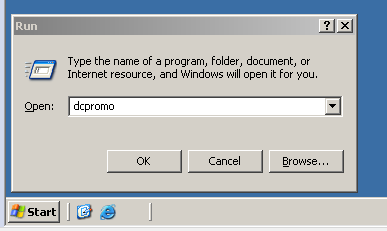 Run
Type the name of a program, folder, document, or
Internet resource, and Windows will open it for you.
Open: dcpromo
OK Cancel Browse...
Start